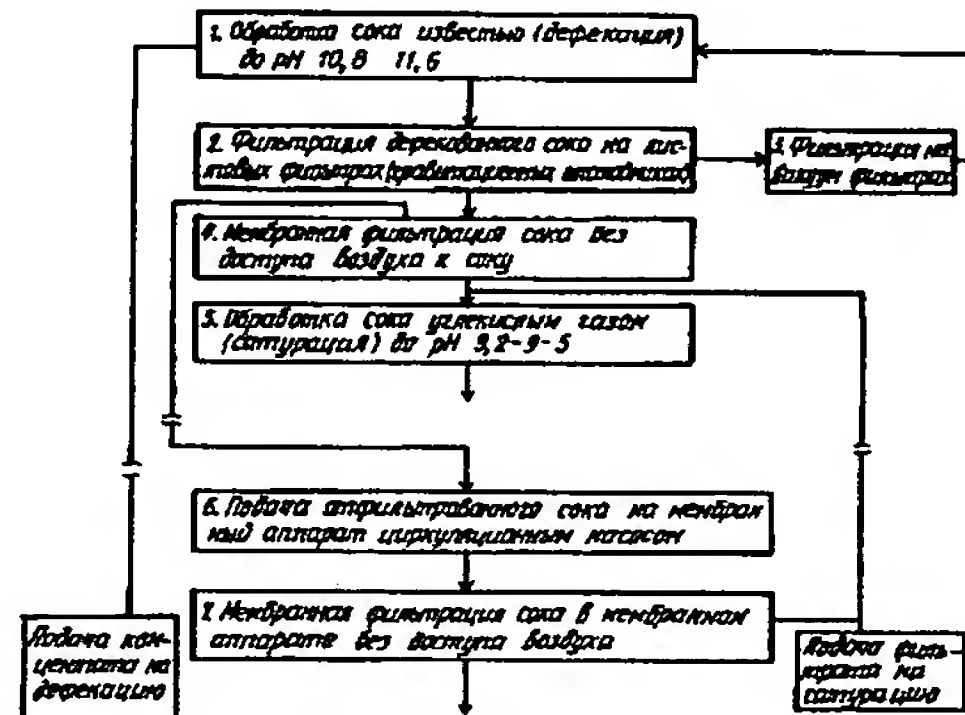 1. Обработка сока известью (дефекация)
до pH 10,8 11,6
2. Фильтрация дефекованного сока на лис-
товых фильтрах (гравитационных отстойниках)
3. Фильтрация на
вакуум фильтрах
4. Мембранная фильтрация сока без
доступа воздуха к соку
5. Обработка сока углекислым газом
(сатурация) до pH 9,2-9-5
6. Подача отфильтрованного сока на мембран
ный аппарат циркуляционным насосом
7. Мембранная фильтрация сока в мембранном
аппарате без доступа воздуха
Подача кон-
центрата на
дефекацию
Подача филь-
трата на
сатурацию